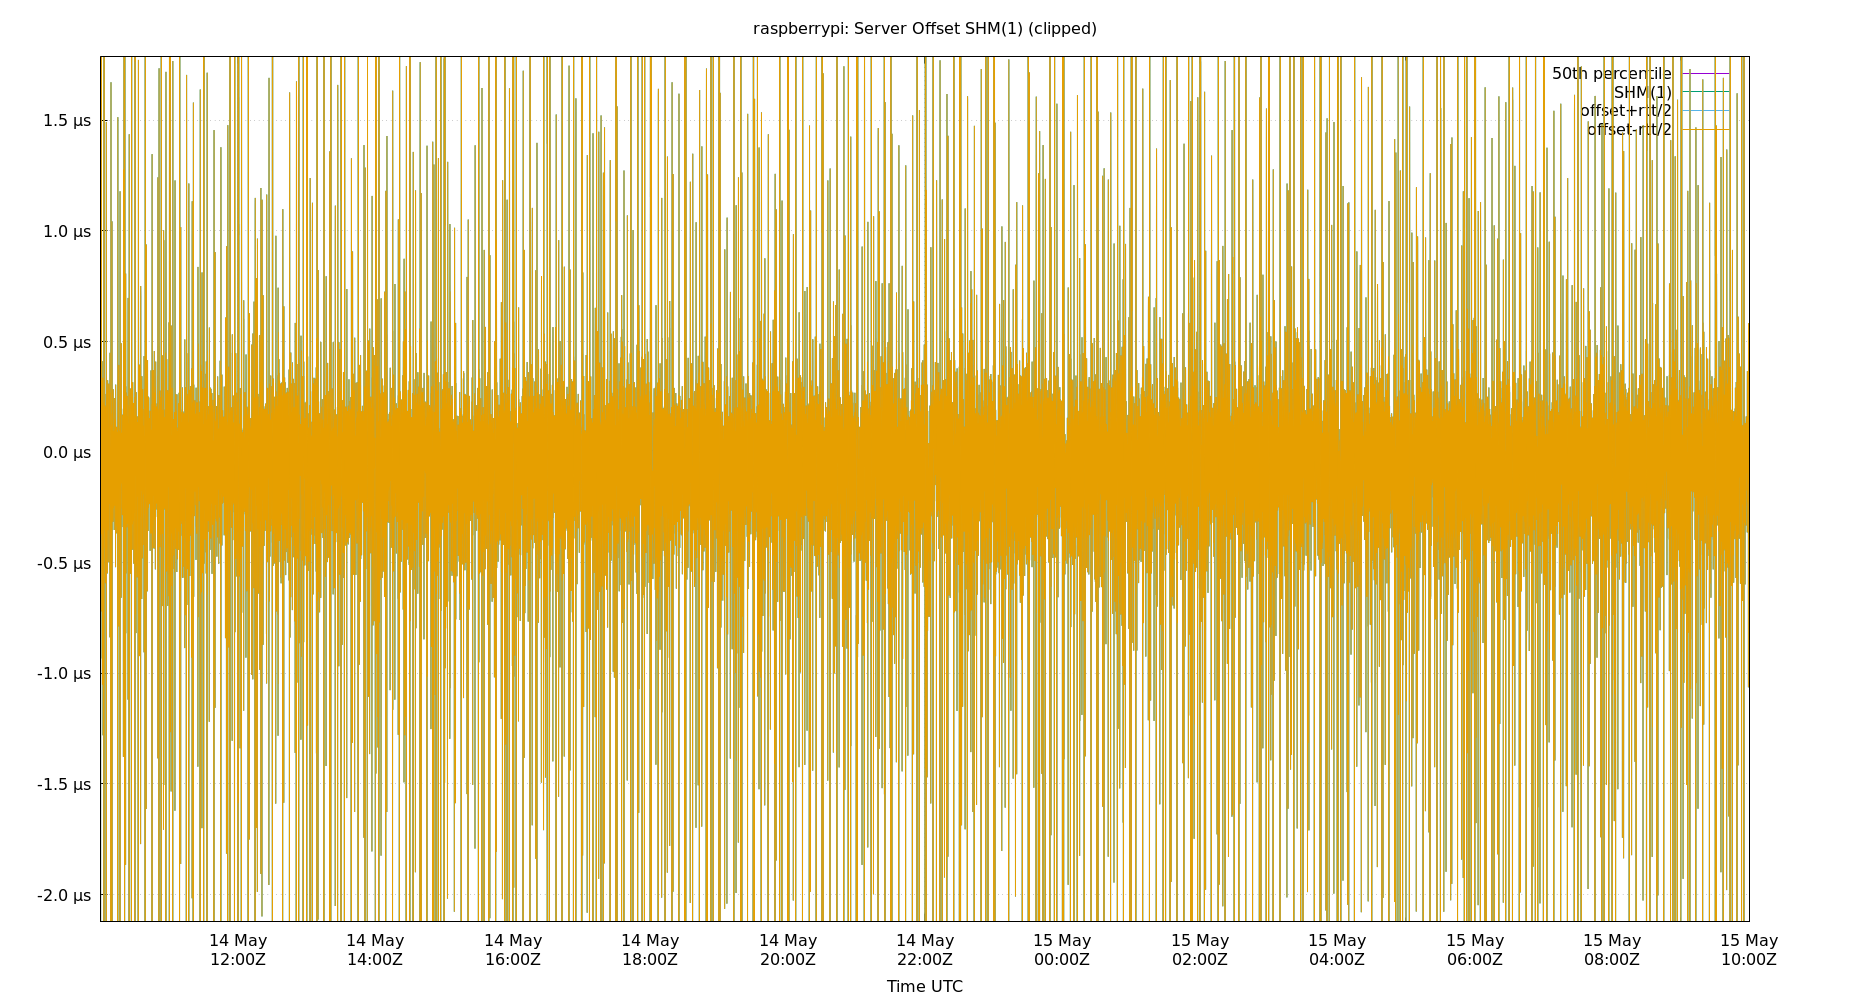 raspberrypi: Server Offset SHM(1) (clipped)
50th percentile
SHM(1)
offset+rtt/2
offset-rtt/2
1.5 µs
1.0 µs
0.5 µs
0.0 µs
-0.5 µs
-1.0 µs
-1.5 µs
-2.0 µs
14 May 14 May 14 May 14 May 14 May 14 May 15 May 15 May 15 May 15 May 15 May 15 May
12:00Z 14:00Z 16:00Z 18:00Z 20:00Z 22:00Z 00:00Z 02:00Z 04:00Z 06:00Z 08:00Z 10:00Z
Time UTC